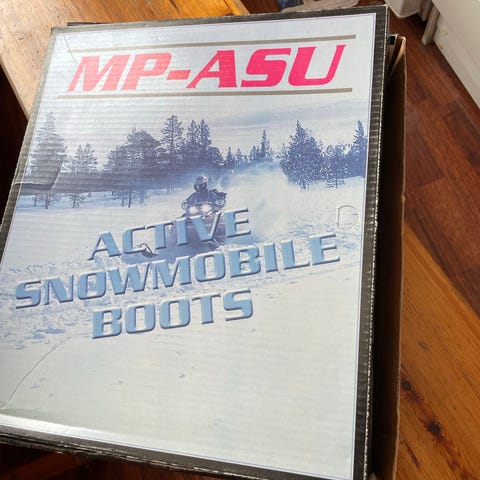 MP-ASU
ACTIVE
SNOWMOBILE
BOOTS